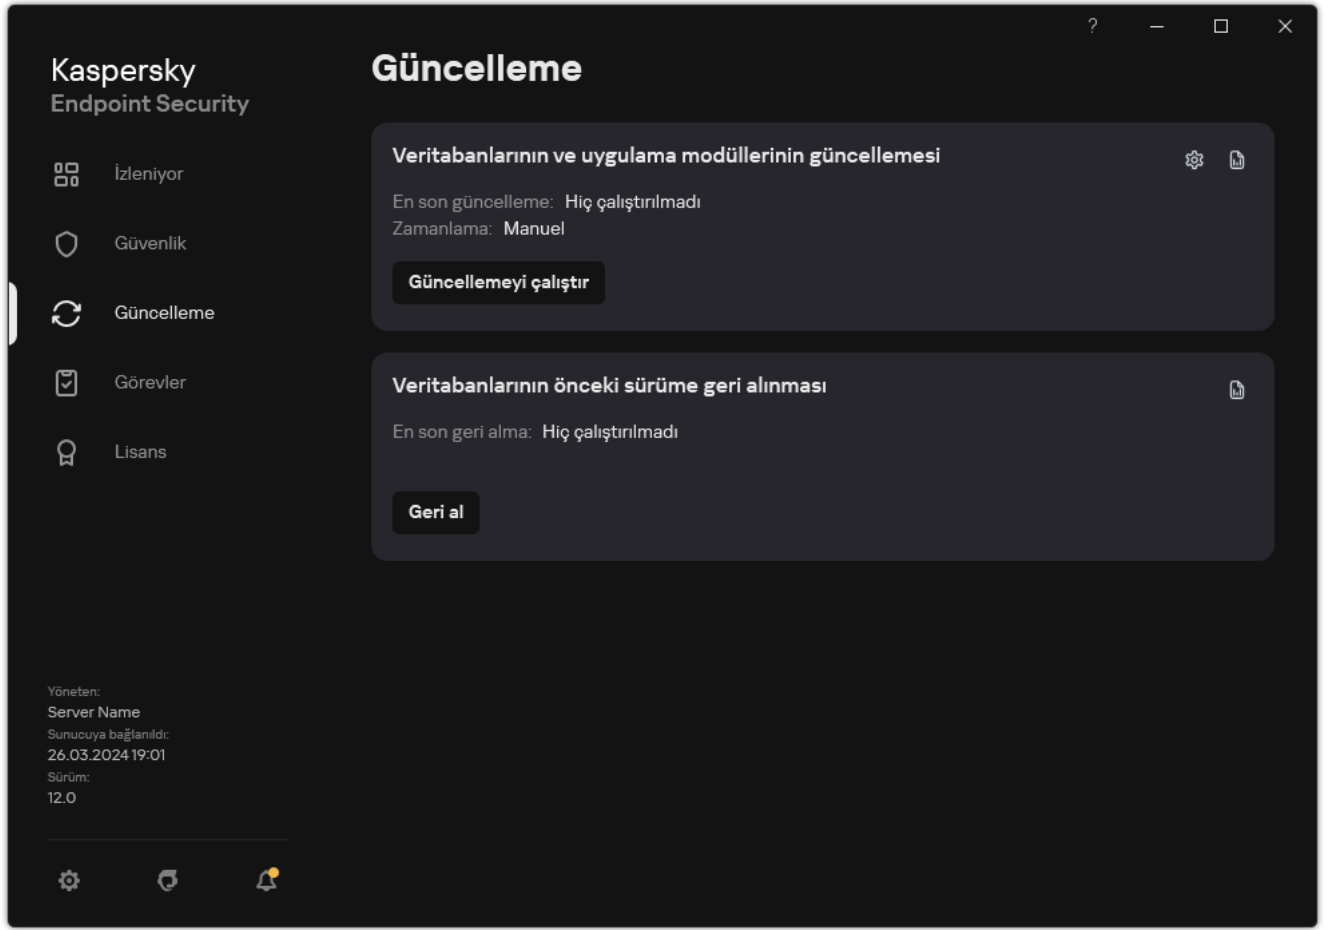 ?
Kaspersky
Endpoint Security
İzleniyor
Güvenlik
Güncelleme
Görevler
Lisans
Yöneten:
Server Name
Sunucuya bağlanıldı:
26.03.2024 19:01
Sürüm:
12.0
Güncelleme
Veritabanlarının ve uygulama modüllerinin güncellemesi
En son güncelleme: Hiç çalıştırılmadı
Zamanlama: Manuel
Güncellemeyi çalıştır
Veritabanlarının önceki sürüme geri alınması
En son geri alma: Hiç çalıştırılmadı
Geri al